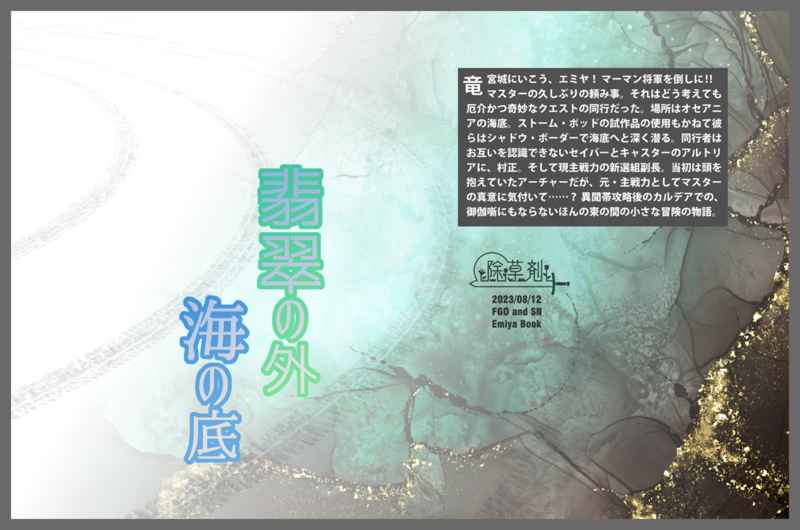 翡翠の外
海の底
竜宮城にいこう、エミヤ！ マーマン将軍を倒しに!!
マスターの久しぶりの頼み事。それはどう考えても
厄介かつ奇妙なクエストの同行だった。場所はオセアニ
アの海底。ストーム・ポッドの試作品の使用もかねて彼
らはシャドウ・ボーダーで海底へと深く潜る。同行者は
お互いを認識できないセイバーとキャスターのアルトリ
アに、村正。そして現主戦力の新選組副長。当初は頭を
抱えていたアーチャーだが、元・主戦力としてマスター
の真意に気付いて……？ 異聞帯攻略後のカルデアでの、
御伽噺にもならないほんの束の間の小さな冒険の物語。
除草剤
2023/08/12
FGO and SN
Emiya Book